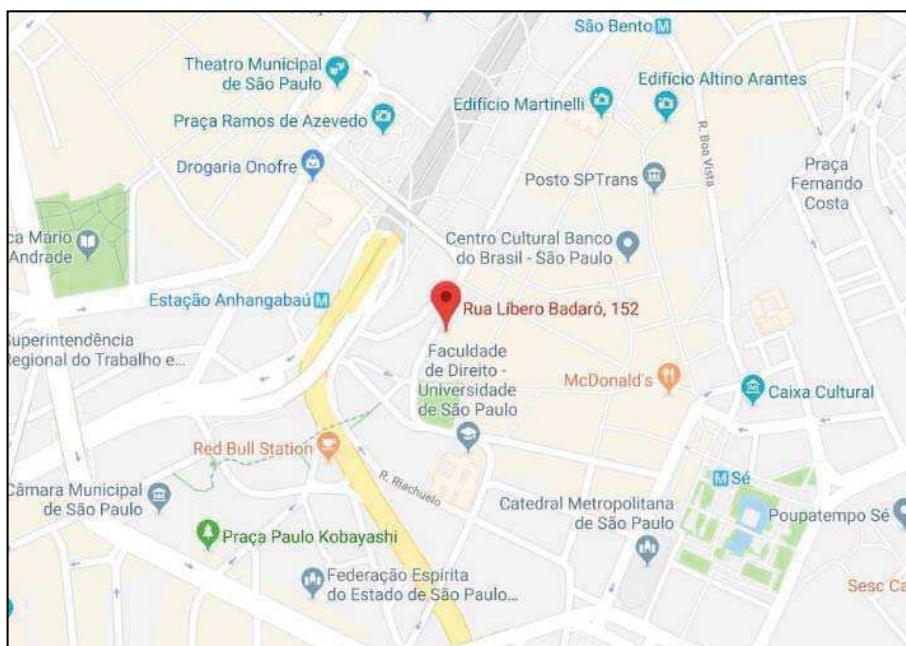 São Bento M
Theatro Municipal
de São Paulo
Edifício Altino Arantes
Edifício Martinelli
Praça Ramos de Azevedo
R. Boa Vista
Drogaria Onofre
Posto SPTrans
Praça
Fernando
Costa
ca Mário
Andrade
Centro Cultural Banco
do Brasil - São Paulo
Estação Anhangabaú M
Rua Líbero Badaró, 152
Superintendência
Regional do Trabalho e...
Faculdade
de Direito -
Universidade
de São Paulo
McDonald's
Caixa Cultural
Red Bull Station
R. Riachuelo
M Sé
Câmara Municipal
de São Paulo
Catedral Metropolitana
de São Paulo
Poupatempo Sé
Praça Paulo Kobayashi
Federação Espirita
do Estado de São Paulo...
Sesc Ca